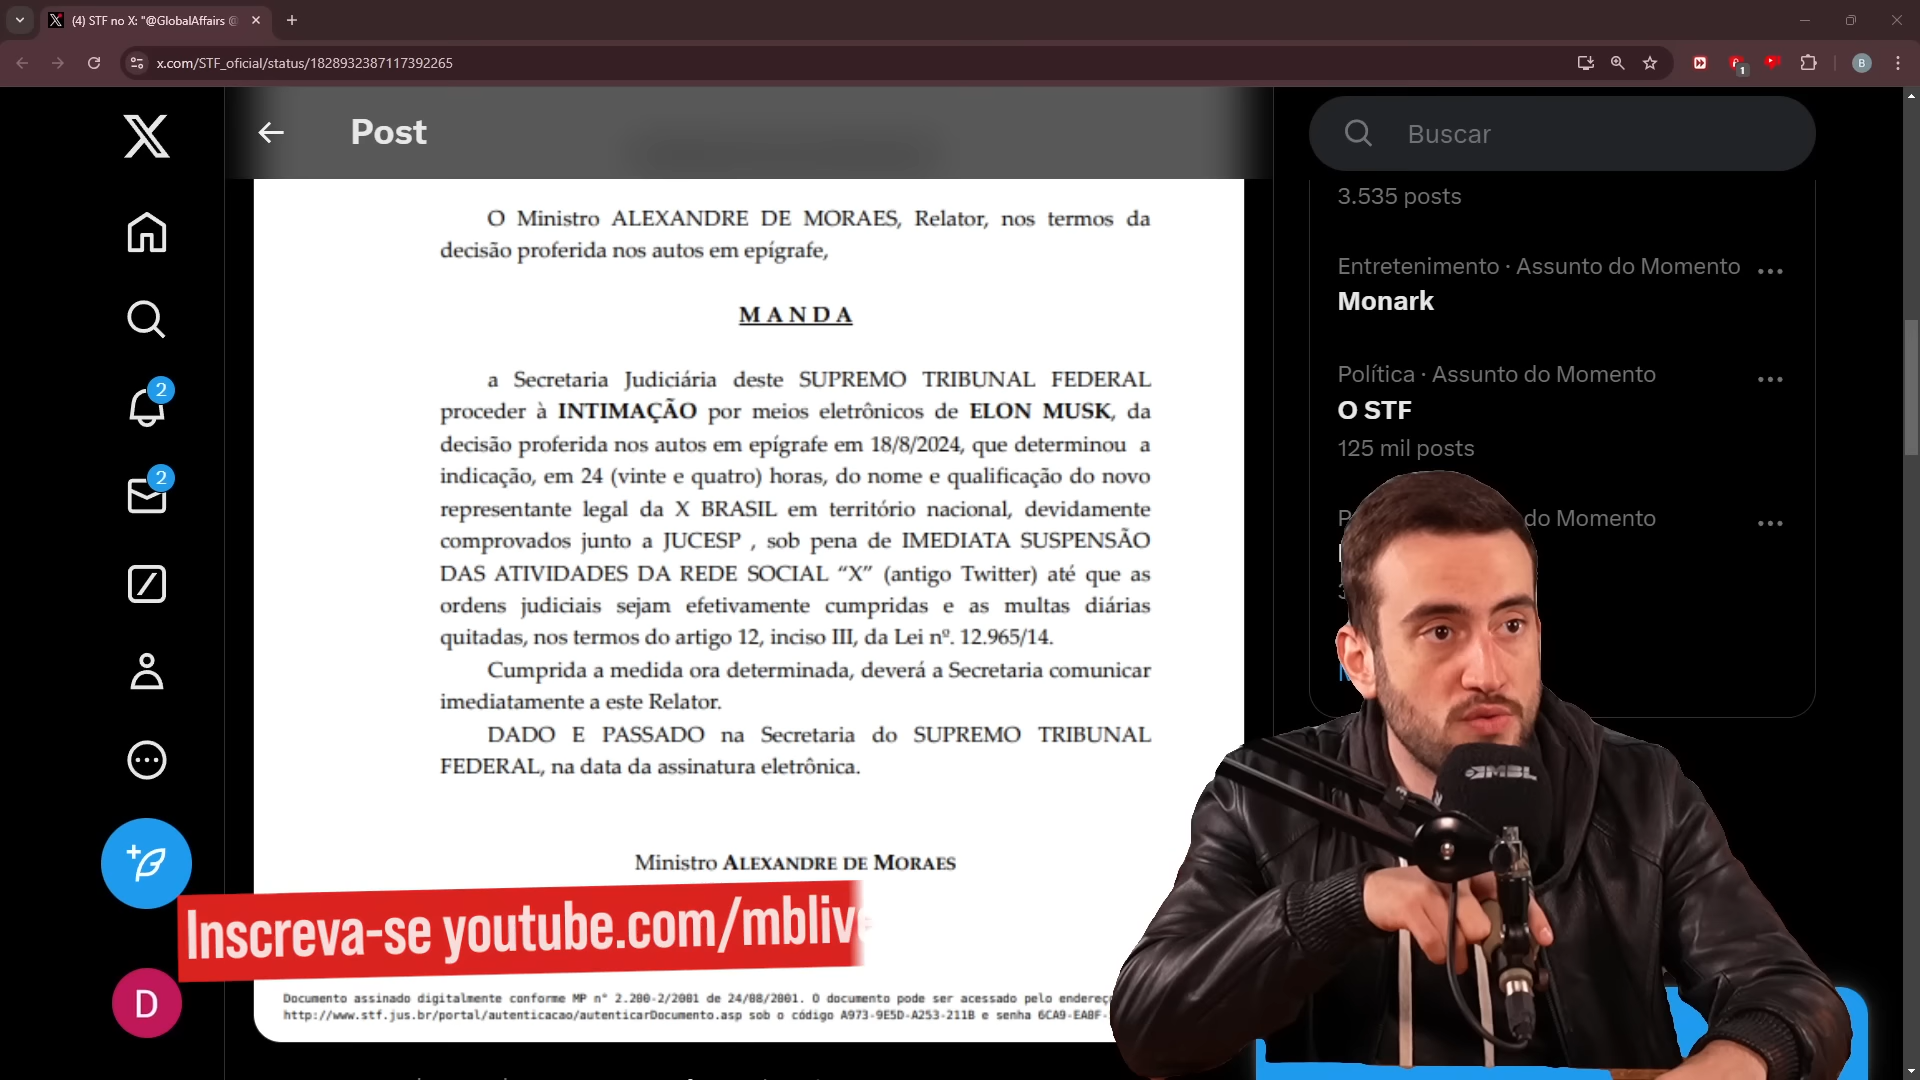 (4) STF no X: "@GlobalAffairs @
x.com/STF_oficial/status/1828932387117392265
1
B
Post
Buscar
3.535 posts
Entretenimento · Assunto do Momento
Monark
Política · Assunto do Momento
O STF
125 mil posts
do Momento
2
2
D
O Ministro ALEXANDRE DE MORAES, Relator, nos termos da
decisão proferida nos autos em epígrafe,
MANDA
a Secretaria Judiciária deste SUPREMO TRIBUNAL FEDERAL
proceder à INTIMAÇÃO por meios eletrônicos de ELON MUSK, da
decisão proferida nos autos em epígrafe em 18/8/2024, que determinou a
indicação, em 24 (vinte e quatro) horas, do nome e qualificação do novo
representante legal da X BRASIL em território nacional, devidamente
comprovados junto a JUCESP , sob pena de IMEDIATA SUSPENSÃO
DAS ATIVIDADES DA REDE SOCIAL “X” (antigo Twitter) até que as
ordens judiciais sejam efetivamente cumpridas e as multas diárias
quitadas, nos termos do artigo 12, inciso III, da Lei nº. 12.965/14.
Cumprida a medida ora determinada, deverá a Secretaria comunicar
imediatamente a este Relator.
DADO E PASSADO na Secretaria do SUPREMO TRIBUNAL
FEDERAL, na data da assinatura eletrônica.
Ministro ALEXANDRE DE MORAES
Inscreva-se youtube.com/mblive
Documento assinado digitalmente conforme MP n° 2.200-2/2001 de 24/08/2001. O documento pode ser acessado pelo endereço
http://www.stf.jus.br/portal/autenticacao/autenticarDocumento.asp sob o código A973-9E5D-A253-211B e senha 6CA9-EA8F-
MBL